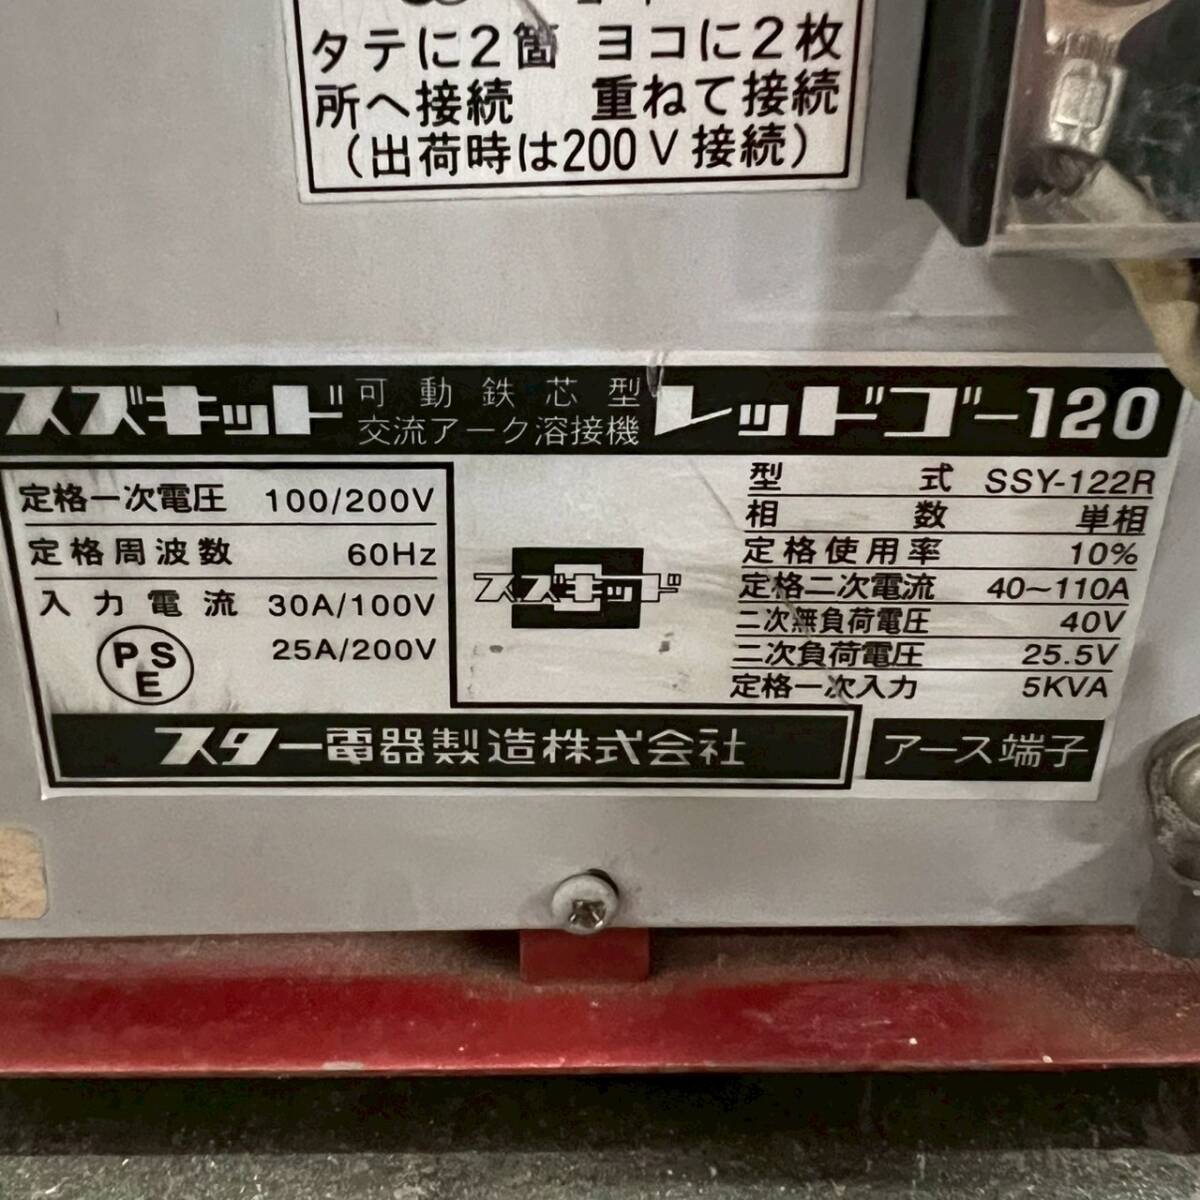 タテに2箇
所へ接続
ヨコに2枚
重ねて接続
(出荷時は200V接続)
スズキッド 可動鉄芯型 交流アーク溶接機 レッドゴー120
定格一次電圧 100/200V
定格周波数 60Hz
入力電流 30A/100V
25A/200V
PSE
スズキッド
型式 SSY-122R
相数 単相
定格使用率 10%
定格二次電流 40~110A
二次無負荷電圧 40V
二次負荷電圧 25.5V
定格一次入力 5KVA
スター電器製造株式会社
アース端子